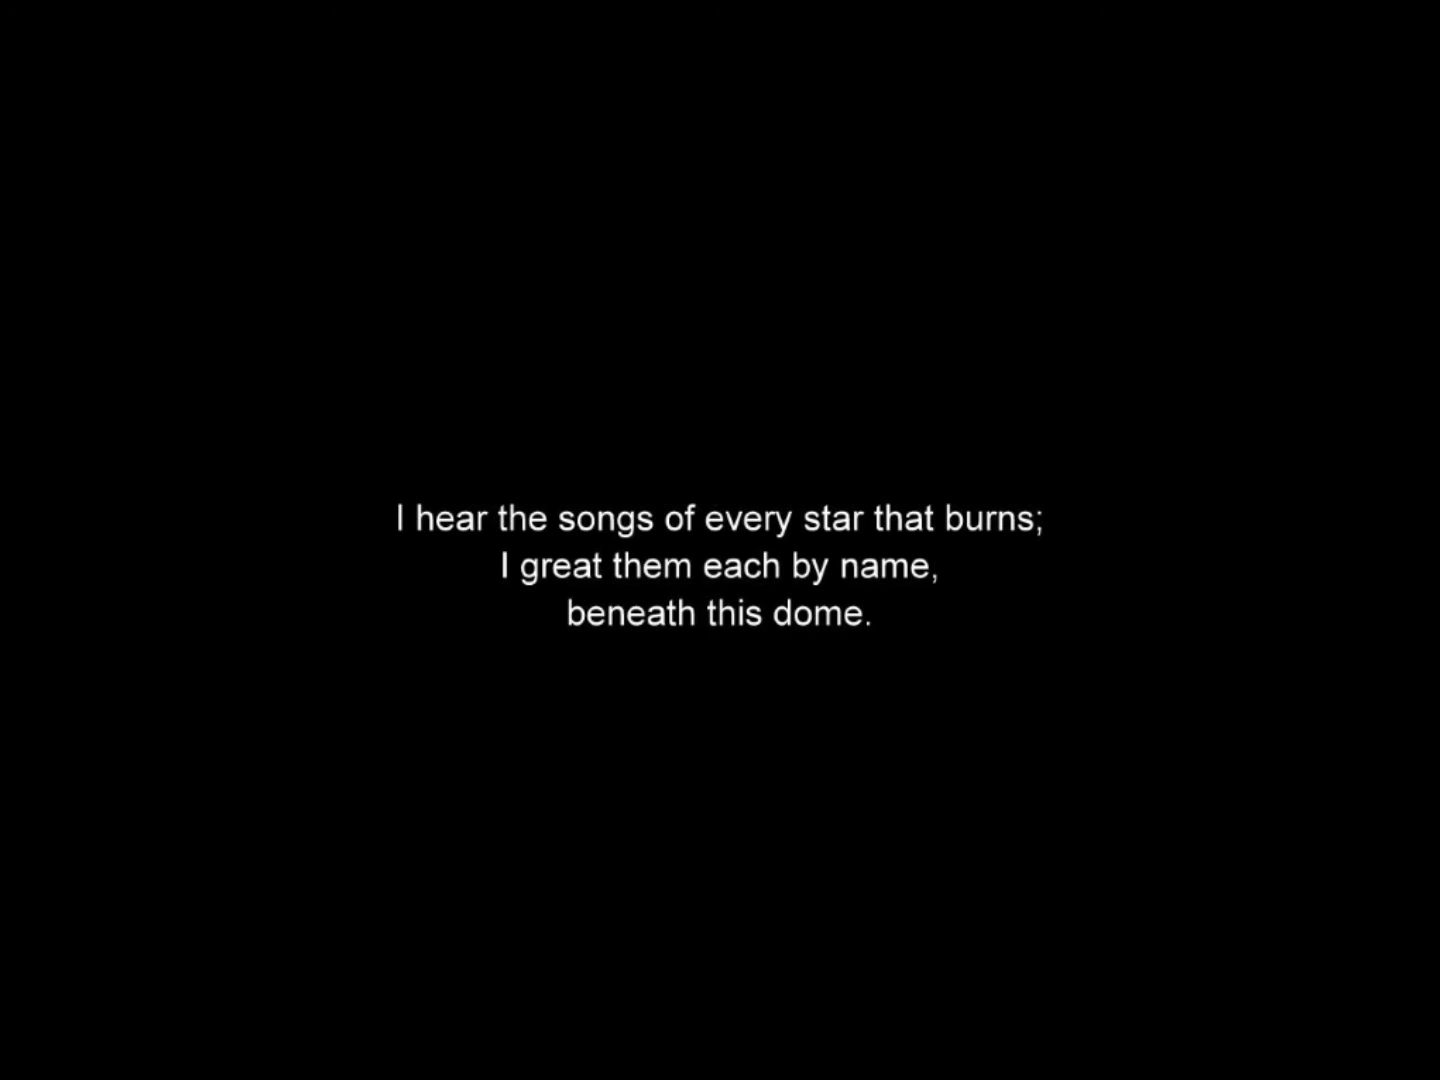 I hear the songs of every star that burns;
I great them each by name,
beneath this dome.